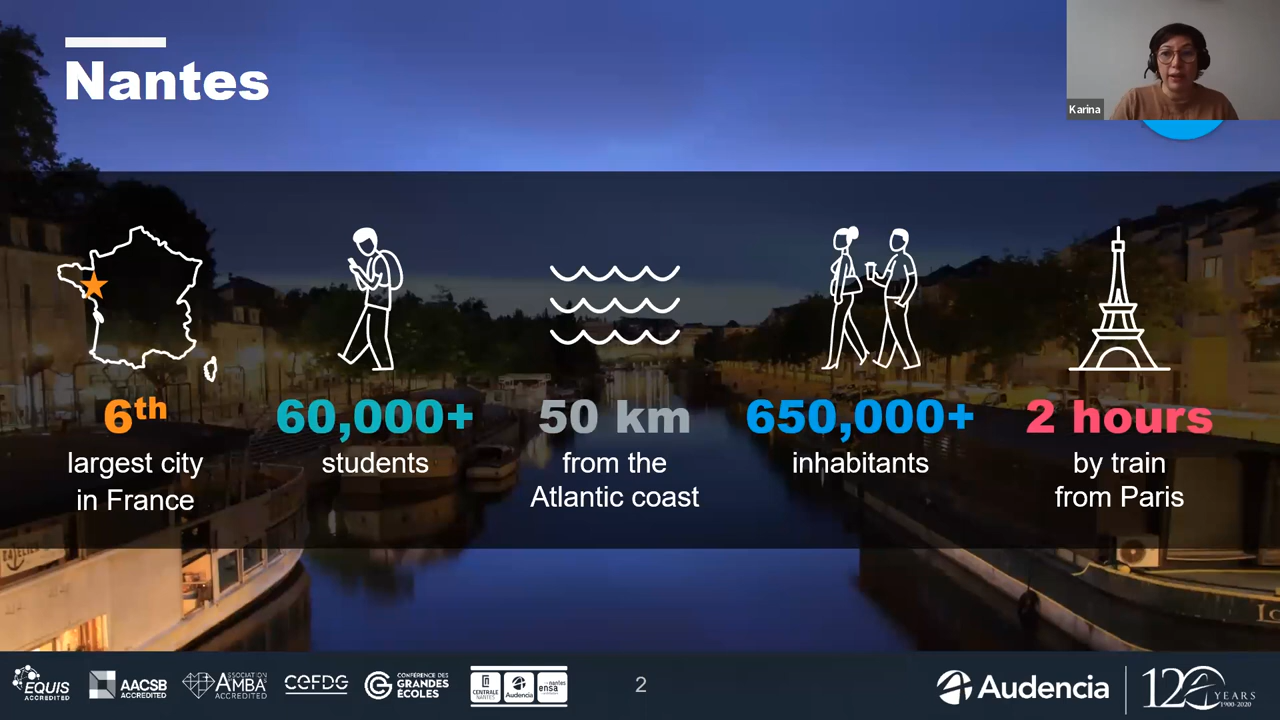 Nantes
Karina
6th
largest city
in France
60,000+
students
50 km
from the
Atlantic coast
650,000+
inhabitants
2 hours
by train
from Paris
EQUIS
ACCREDITED
AACSB
ACCREDITED
ASSOCIATION
AMBA
ACCREDITED
CEFDG
CONFÉRENCE DES
GRANDES
ÉCOLES
CENTRALE
NANTES
Audencia
nantes
ensa
2
Audencia
120
YEARS
1900-2020